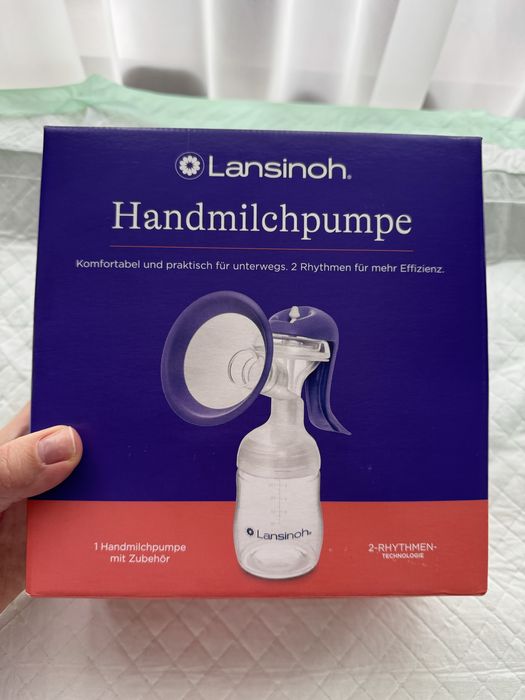 Lansinoh®
Handmilchpumpe
Komfortabel und praktisch für unterwegs. 2 Rhythmen für mehr Effizienz.
Lansinoh®
1 Handmilchpumpe
mit Zubehör
2-RHYTHMEN-
TECHNOLOGIE